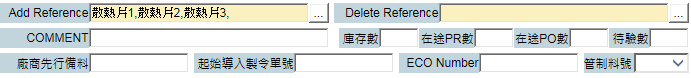 Add Reference 散熱片1,散熱片2,散熱片3, ... Delete Reference ...
COMMENT 庫存數 在途PR數 在途PO數 待驗數
廠商先行備料 起始導入製令單號 ECO Number 管制料號